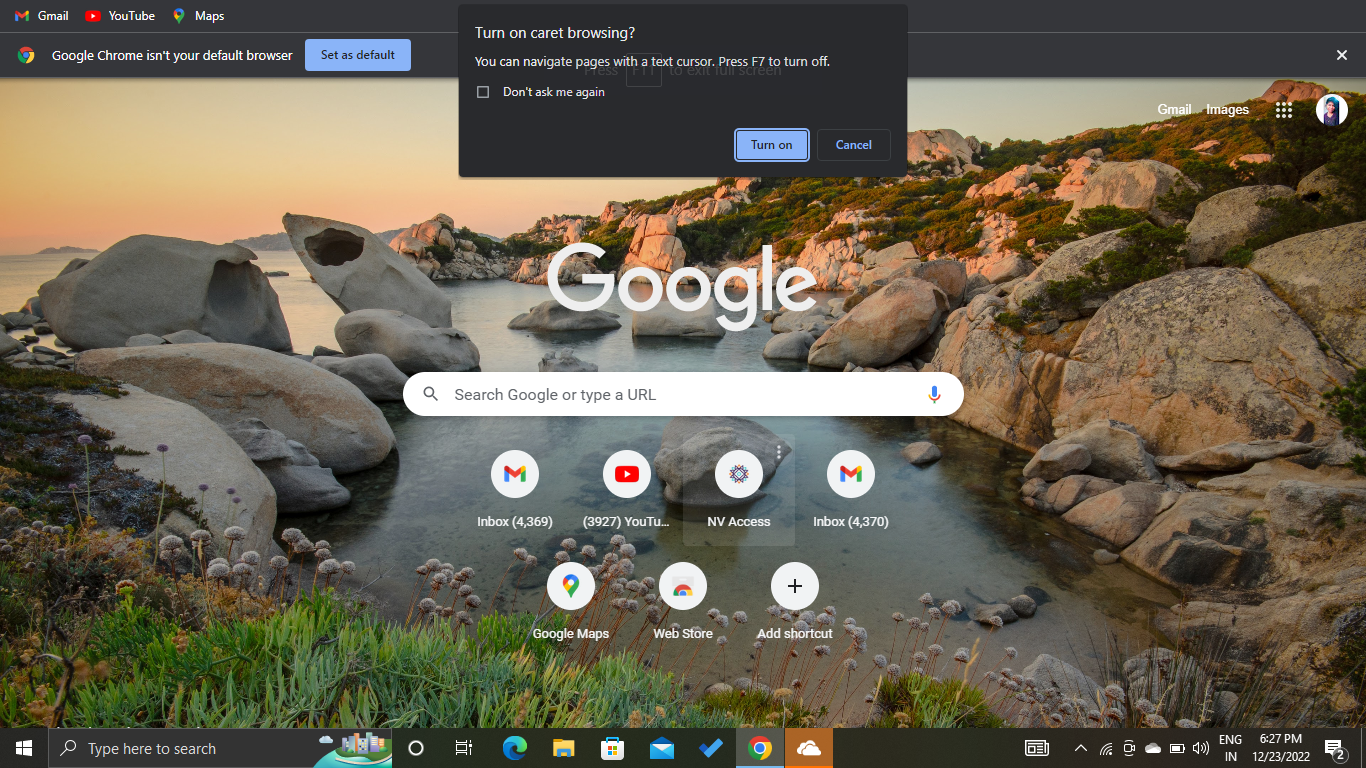 Gmail YouTube Maps
Turn on caret browsing?
Google Chrome isn't your default browser Set as default
You can navigate pages with a text cursor. Press F7 to turn off.
Press F11 to exit full screen
Don't ask me again
Turn on Cancel
Gmail Images
Google
Search Google or type a URL
Inbox (4,369) (3927) YouTu... NV Access Inbox (4,370)
Google Maps Web Store Add shortcut
Type here to search
ENG
IN
6:27 PM
12/23/2022
2